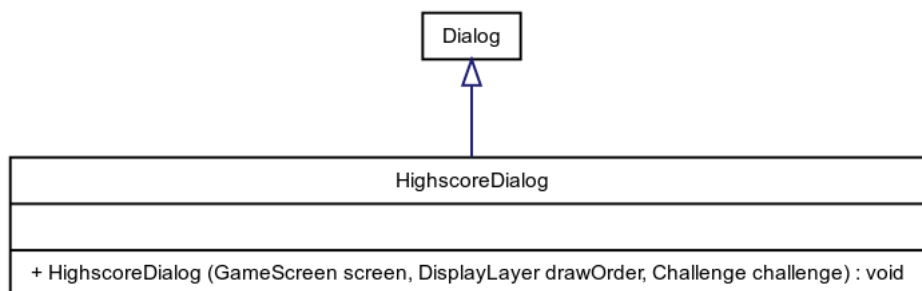 Dialog
HighscoreDialog
+ HighscoreDialog (GameScreen screen, DisplayLayer drawOrder, Challenge challenge) : void